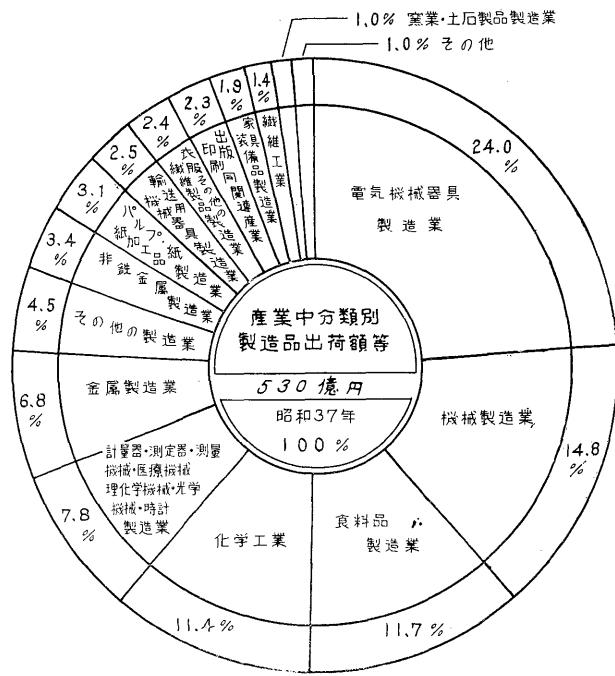 1.0% 窯業・土石製品製造業
1.0% その他
24.0
%
電気機械器具
製造業
14.8
%
機械製造業
11.7%
食料品
製造業
11.4%
化学工業
7.8
%
計量器・測定器・測量
機械・医療機械
理化学機械・光学
機械・時計
製造業
6.8
%
金属製造業
4.5
%
その他の製造業
3.4
%
非鉄金属
製造業
3.1
%
パルプ・紙
紙加工品
製造業
2.5
%
輸送用
機械器具
製造業
2.4
%
衣服その他の
繊維製品製造業
2.3
%
出版
印刷同関連産業
1.9
%
家具
装備品製造業
1.4
%
繊維工業
産業中分類別
製造品出荷額等
530億円
昭和37年
100%